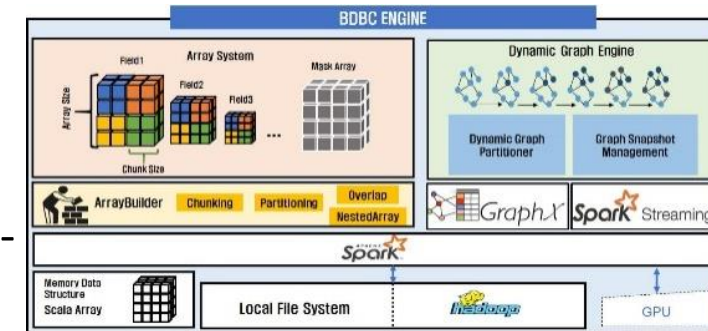 BDBC ENGINE
Array System
Field1
Field2
Field3
Mask Array
Array Size
Chunk Size
...
Dynamic Graph Engine
Dynamic Graph
Partitioner
Graph Snapshot
Management
ArrayBuilder
Chunking
Partitioning
Overlap
NestedArray
GraphX
Spark Streaming
APACHE
Spark
Memory Data
Structure
Scala Array
Local File System
hadoop
GPU